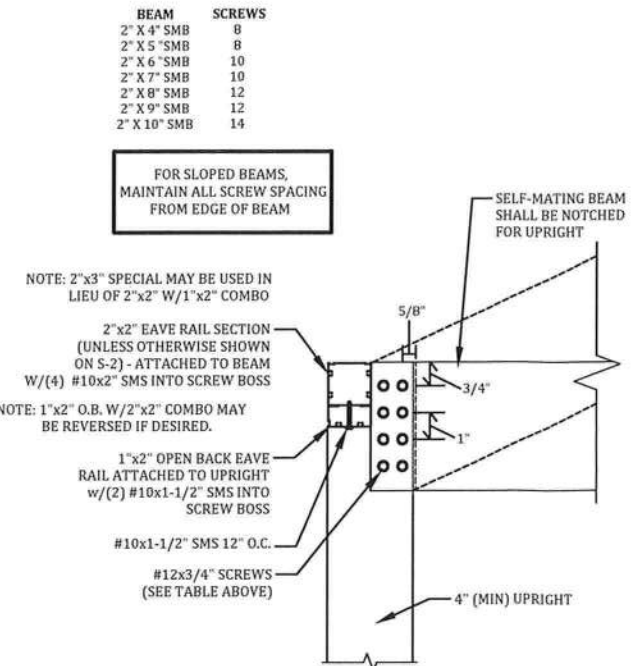 BEAM SCREWS
2" X 4" SMB 8
2" X 5" SMB 8
2" X 6" SMB 10
2" X 7" SMB 10
2" X 8" SMB 12
2" X 9" SMB 12
2" X 10" SMB 14
FOR SLOPED BEAMS,
MAINTAIN ALL SCREW SPACING
FROM EDGE OF BEAM
SELF-MATING BEAM
SHALL BE NOTCHED
FOR UPRIGHT
NOTE: 2"x3" SPECIAL MAY BE USED IN
LIEU OF 2"x2" W/1"x2" COMBO
5/8"
2"x2" EAVE RAIL SECTION
(UNLESS OTHERWISE SHOWN
ON S-2) - ATTACHED TO BEAM
W/(4) #10x2" SMS INTO SCREW BOSS
3/4"
NOTE: 1"x2" O.B. W/2"x2" COMBO MAY
BE REVERSED IF DESIRED.
1"
1"x2" OPEN BACK EAVE
RAIL ATTACHED TO UPRIGHT
w/(2) #10x1-1/2" SMS INTO
SCREW BOSS
#10x1-1/2" SMS 12" O.C.
#12x3/4" SCREWS
(SEE TABLE ABOVE)
4" (MIN) UPRIGHT